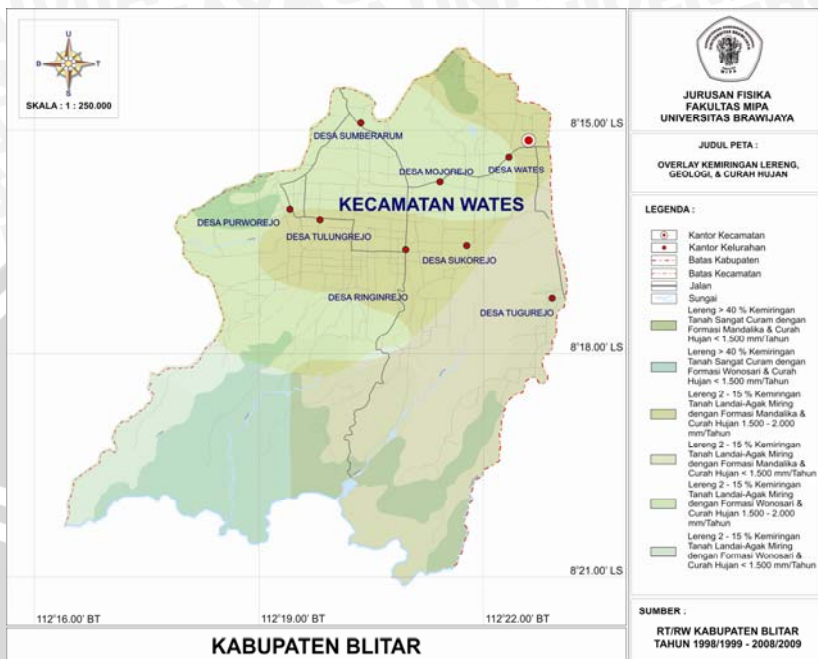 U
B
T
S
SKALA : 1 : 250.000
DESA SUMBERARUM
DESA MOJOREJO
DESA WATES
KECAMATAN WATES
DESA PURWOREJO
DESA TULUNGREJO
DESA SUKOREJO
DESA RINGINREJO
DESA TUGUREJO
8°15.00' LS
8°18.00' LS
8°21.00' LS
112°16.00' BT
112°19.00' BT
112°22.00' BT
KABUPATEN BLITAR
UNIVERSITAS BRAWIJAYA
MIPA
JURUSAN FISIKA
FAKULTAS MIPA
UNIVERSITAS BRAWIJAYA
JUDUL PETA :
OVERLAY KEMIRINGAN LERENG,
GEOLOGI, & CURAH HUJAN
LEGENDA :
Kantor Kecamatan
Kantor Kelurahan
Batas Kabupaten
Batas Kecamatan
Jalan
Sungai
Lereng > 40 % Kemiringan
Tanah Sangat Curam dengan
Formasi Mandalika & Curah
Hujan < 1.500 mm/Tahun
Lereng > 40 % Kemiringan
Tanah Sangat Curam dengan
Formasi Wonosari & Curah
Hujan < 1.500 mm/Tahun
Lereng 2 - 15 % Kemiringan
Tanah Landai-Agak Miring
dengan Formasi Mandalika &
Curah Hujan 1.500 - 2.000
mm/Tahun
Lereng 2 - 15 % Kemiringan
Tanah Landai-Agak Miring
dengan Formasi Mandalika &
Curah Hujan < 1.500 mm/Tahun
Lereng 2 - 15 % Kemiringan
Tanah Landai-Agak Miring
dengan Formasi Wonosari &
Curah Hujan 1.500 - 2.000
mm/Tahun
Lereng 2 - 15 % Kemiringan
Tanah Landai-Agak Miring
dengan Formasi Wonosari &
Curah Hujan < 1.500 mm/Tahun
SUMBER :
RT/RW KABUPATEN BLITAR
TAHUN 1998/1999 - 2008/2009